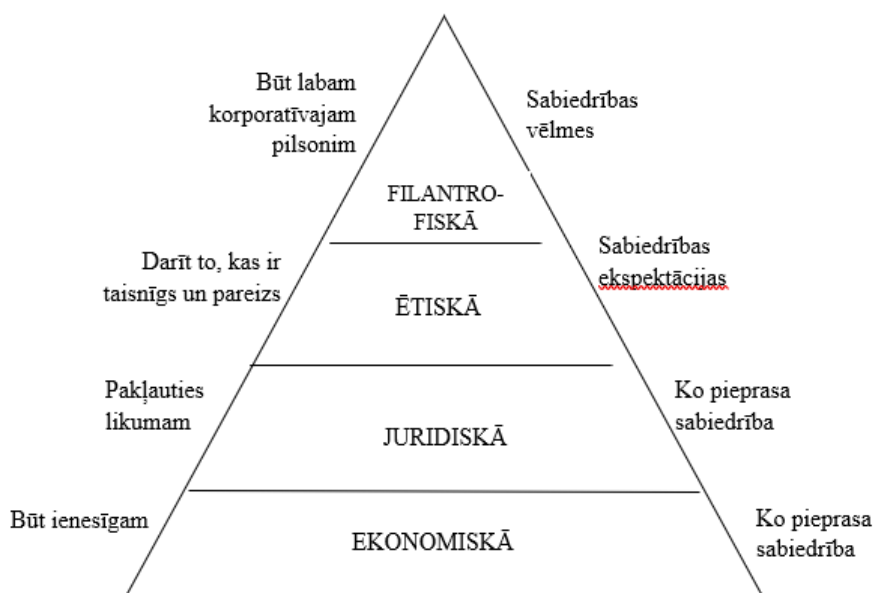 Būt labam
korporatīvajam
pilsonim
Sabiedrības
vēlmes
FILANTRO-
FISKĀ
Darīt to, kas ir
taisnīgs un pareizs
Sabiedrības
ekspektācijas
ĒTISKĀ
Pakļauties
likumam
Ko pieprasa
sabiedrība
JURIDISKĀ
Būt ienesīgam
Ko pieprasa
sabiedrība
EKONOMISKĀ